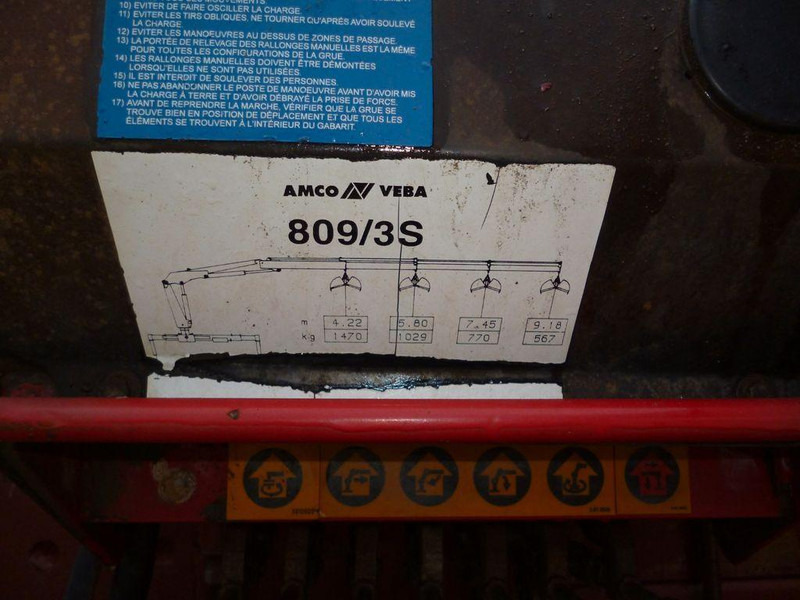 10) EVITER DE FAIRE OSCILLER LA CHARGE.
11) EVITER LES TIRS OBLIQUES. NE TOURNER QU'APRÈS AVOIR SOULEVÉ
LA CHARGE.
12) EVITER LES MANOEUVRES AU DESSUS DE ZONES DE PASSAGE.
13) LA PORTÉE DE RELEVAGE DES RALLONGES MANUELLES EST LA MÊME
POUR TOUTES LES CONFIGURATIONS DE LA GRUE.
14) LES RALLONGES MANUELLES DOIVENT ÊTRE DÉMONTÉES
LORSQU'ELLES NE SONT PAS UTILISÉES.
15) IL EST INTERDIT DE SOULEVER DES PERSONNES.
16) NE PAS ABANDONNER LE POSTE DE MANOEUVRE AVANT D'AVOIR MIS
LA CHARGE À TERRE ET D'AVOIR DÉBRAYÉ LA PRISE DE FORCE.
17) AVANT DE REPRENDRE LA MARCHE, VÉRIFIER QUE LA GRUE SE
TROUVE BIEN EN POSITION DE DÉPLACEMENT ET QUE TOUS LES
ÉLÉMENTS SE TROUVENT À L'INTÉRIEUR DU GABARIT.
AMCO VEBA
809/3S
m 4.22 5.80 7.45 9.18
kg 1470 1029 770 567